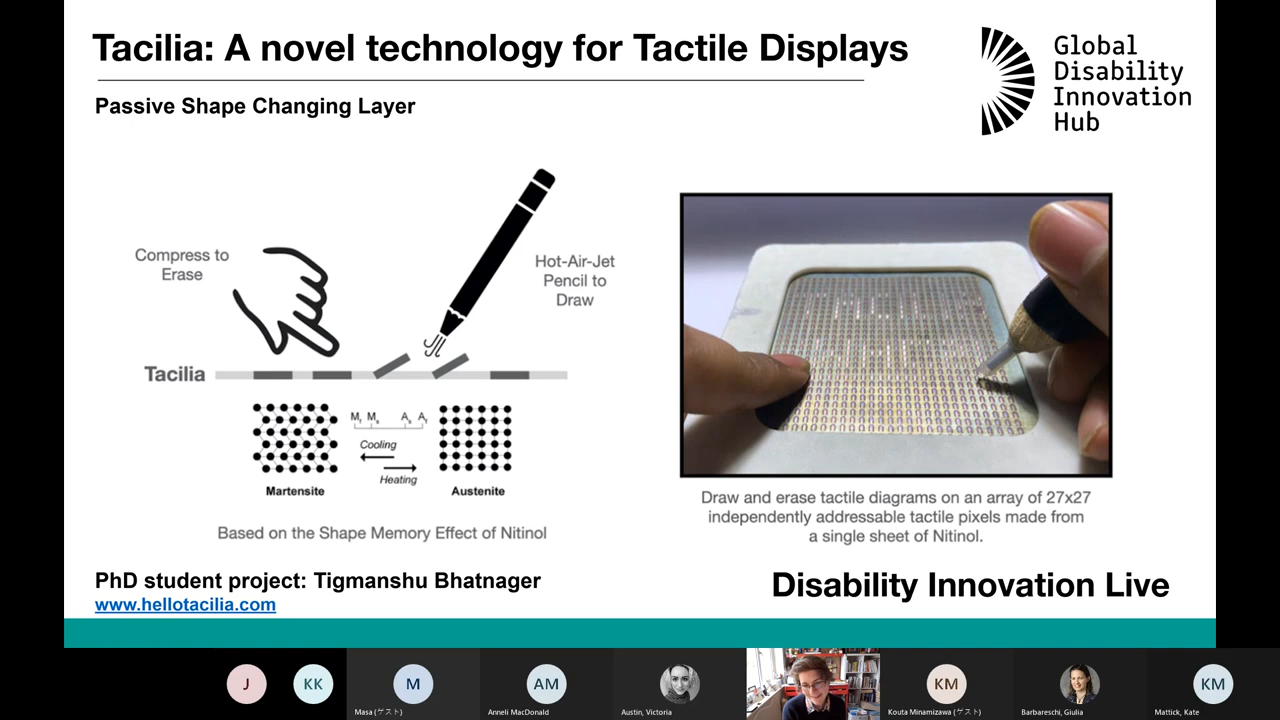 Tacilia: A novel technology for Tactile Displays
Global
Disability
Innovation
Hub
Passive Shape Changing Layer
Compress to
Erase
Hot-Air-Jet
Pencil to
Draw
Tacilia
Mf Ms As Af
Cooling
Heating
Martensite
Austenite
Based on the Shape Memory Effect of Nitinol
Draw and erase tactile diagrams on an array of 27x27
independently addressable tactile pixels made from
a single sheet of Nitinol.
PhD student project: Tigmanshu Bhatnager
www.hellotacilia.com
Disability Innovation Live
J
KK
M
AM
KM
KM
Masa (ゲスト)
Anneli MacDonald
Austin, Victoria
Kouta Minamizawa (ゲスト)
Barbareschi, Giulia
Mattick, Kate